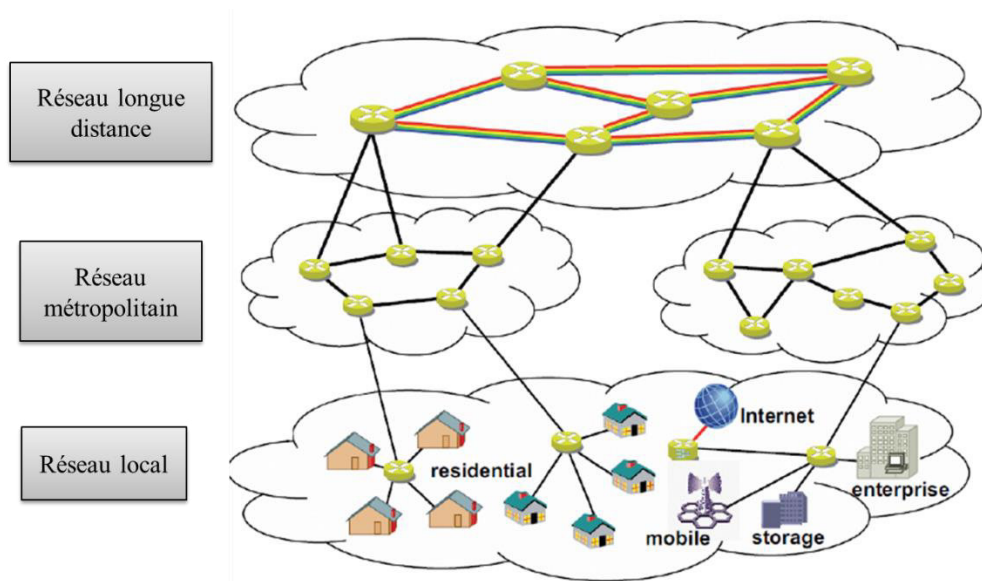 Réseau longue
distance
Réseau
métropolitain
Réseau local
Internet
residential
enterprise
mobile
storage